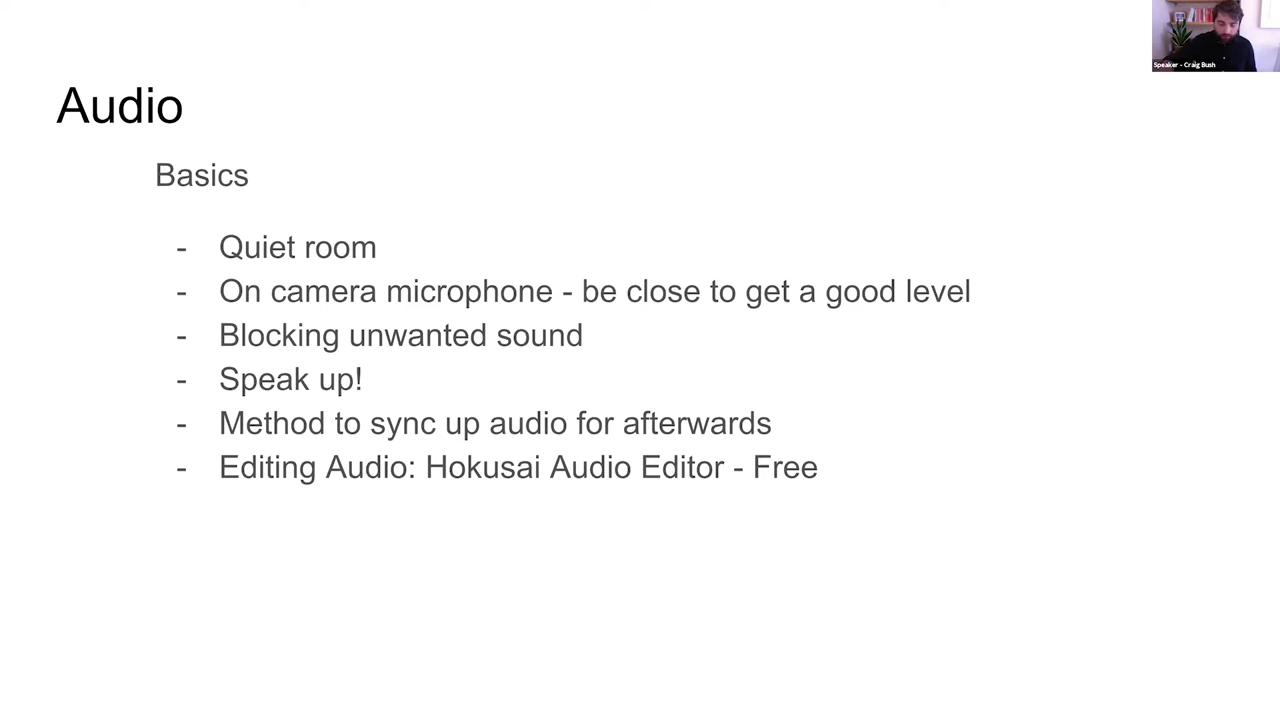 Speaker - Craig Bush
Audio
Basics
- Quiet room
- On camera microphone - be close to get a good level
- Blocking unwanted sound
- Speak up!
- Method to sync up audio for afterwards
- Editing Audio: Hokusai Audio Editor - Free